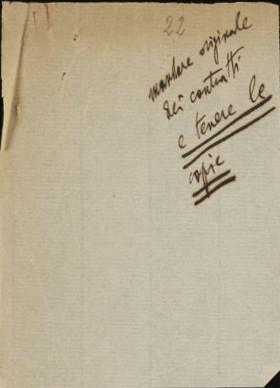 22
mandare originale
dei contratti
e tenere le
copie